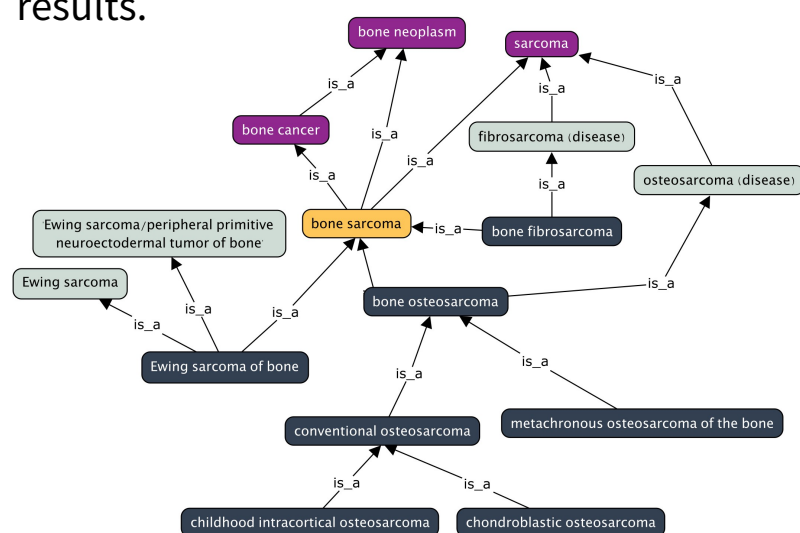 results.
bone neoplasm
sarcoma
is_a
is_a
is_a
bone cancer
is_a
fibrosarcoma (disease)
is_a
is_a
is_a
osteosarcoma (disease)
Ewing sarcoma/peripheral primitive
neuroectodermal tumor of bone
bone sarcoma
is_a
bone fibrosarcoma
Ewing sarcoma
is_a
bone osteosarcoma
is_a
is_a
is_a
Ewing sarcoma of bone
is_a
is_a
conventional osteosarcoma
metachronous osteosarcoma of the bone
is_a
is_a
childhood intracortical osteosarcoma
chondroblastic osteosarcoma